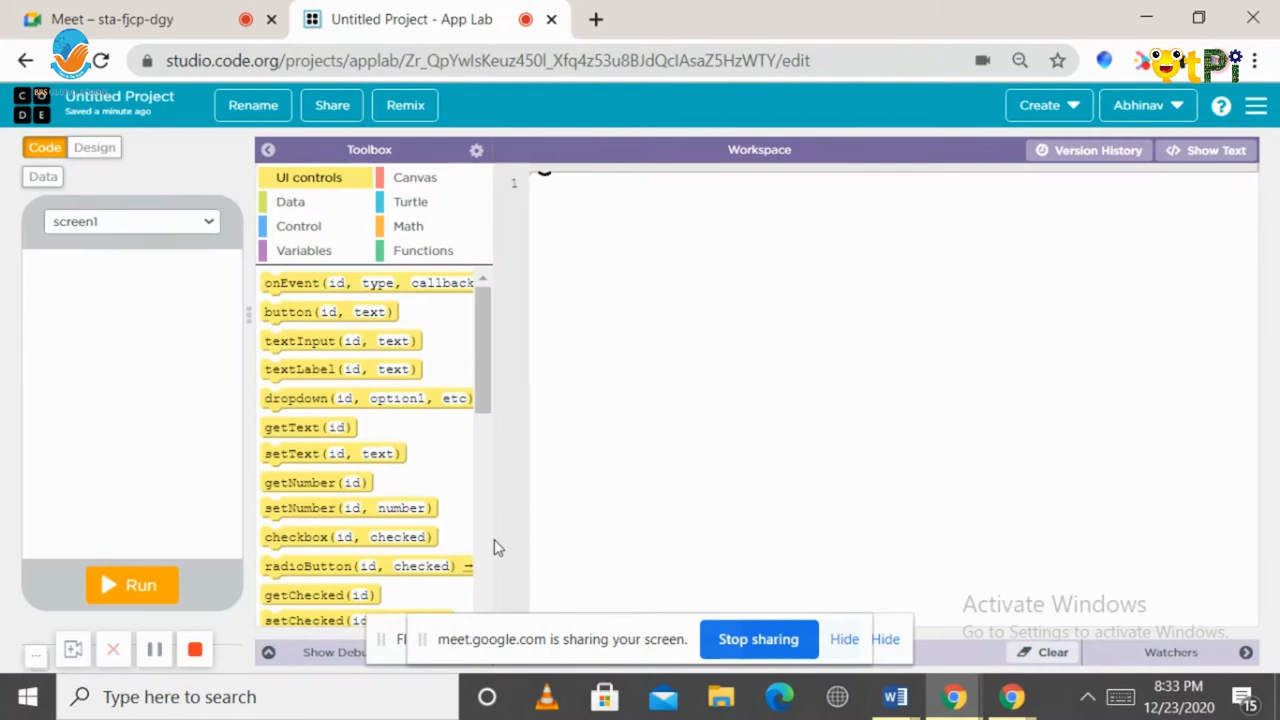 Meet – sta-fjcp-dgy
Untitled Project - App Lab
studio.code.org/projects/applab/Zr_QpYwlsKeuz450l_Xfq4z53u8BJdQclAsaZ5HzWTY/edit
tPi
C O D E
Untitled Project
Saved a minute ago
Rename
Share
Remix
Create
Abhinav
?
Code
Design
Data
Toolbox
Workspace
Version History
</> Show Text
screen1
UI controls
Canvas
Data
Turtle
Control
Math
Variables
Functions
1
onEvent(id, type, callback
button(id, text)
textInput(id, text)
textLabel(id, text)
dropdown(id, option1, etc)
getText(id)
setText(id, text)
getNumber(id)
setNumber(id, number)
checkbox(id, checked)
radioButton(id, checked)
getChecked(id)
setChecked(id
Run
Activate Windows
Go to Settings to activate Windows.
meet.google.com is sharing your screen.
Stop sharing
Hide
Hide
Show Debu
Clear
Watchers
Type here to search
8:33 PM
12/23/2020
15